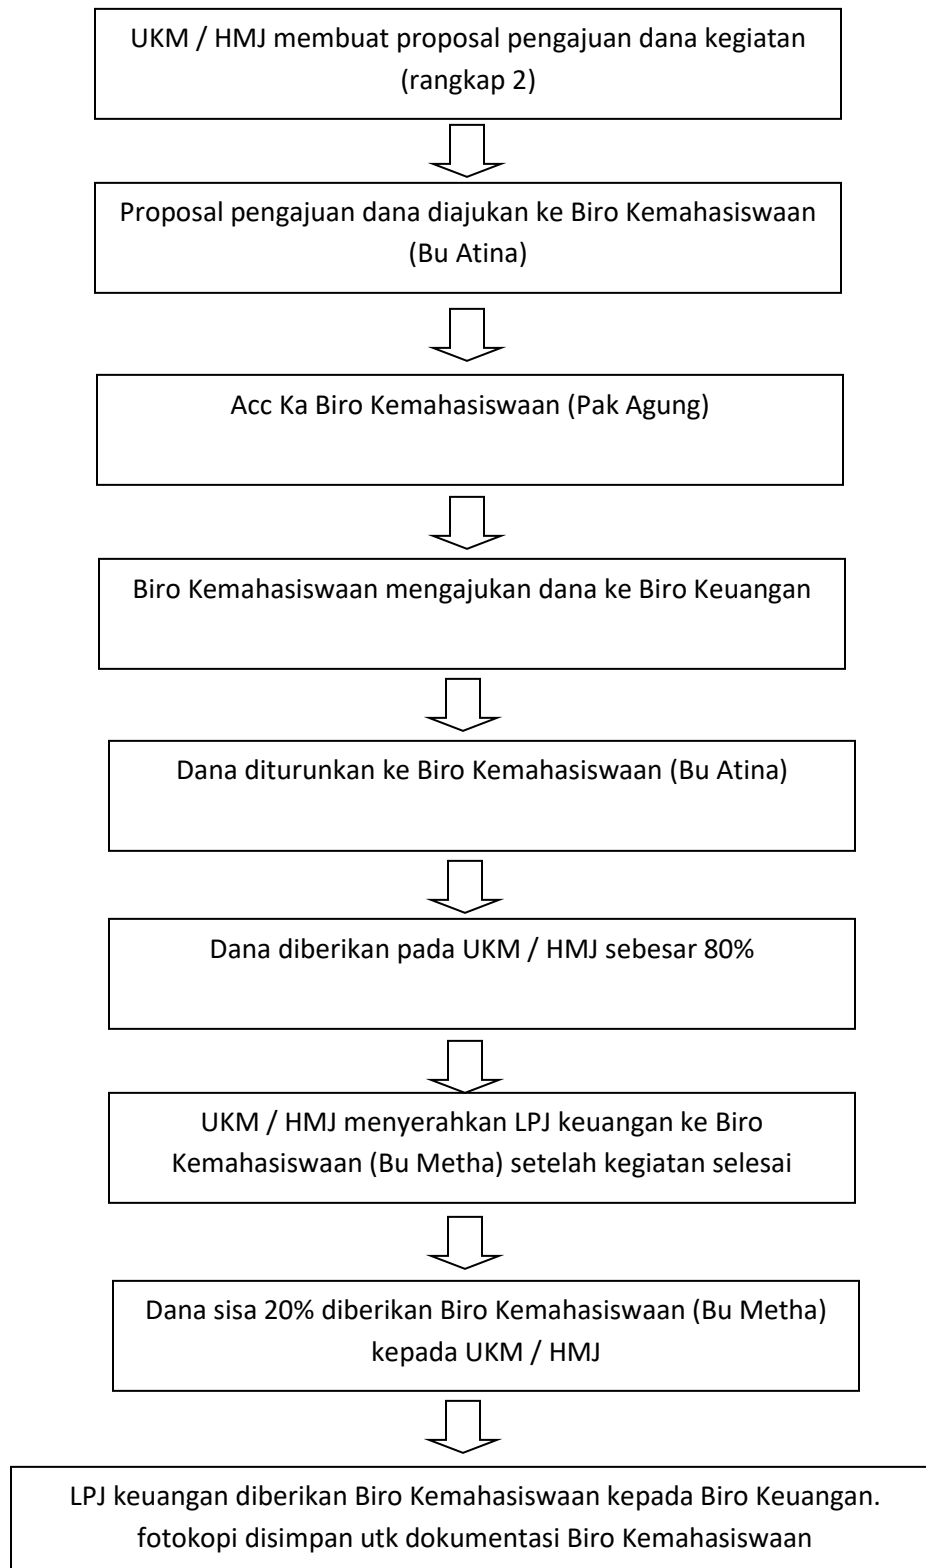 UKM / HMJ membuat proposal pengajuan dana kegiatan
(rangkap 2)
Proposal pengajuan dana diajukan ke Biro Kemahasiswaan
(Bu Atina)
Acc Ka Biro Kemahasiswaan (Pak Agung)
Biro Kemahasiswaan mengajukan dana ke Biro Keuangan
Dana diturunkan ke Biro Kemahasiswaan (Bu Atina)
Dana diberikan pada UKM / HMJ sebesar 80%
UKM / HMJ menyerahkan LPJ keuangan ke Biro
Kemahasiswaan (Bu Metha) setelah kegiatan selesai
Dana sisa 20% diberikan Biro Kemahasiswaan (Bu Metha)
kepada UKM / HMJ
LPJ keuangan diberikan Biro Kemahasiswaan kepada Biro Keuangan.
fotokopi disimpan utk dokumentasi Biro Kemahasiswaan